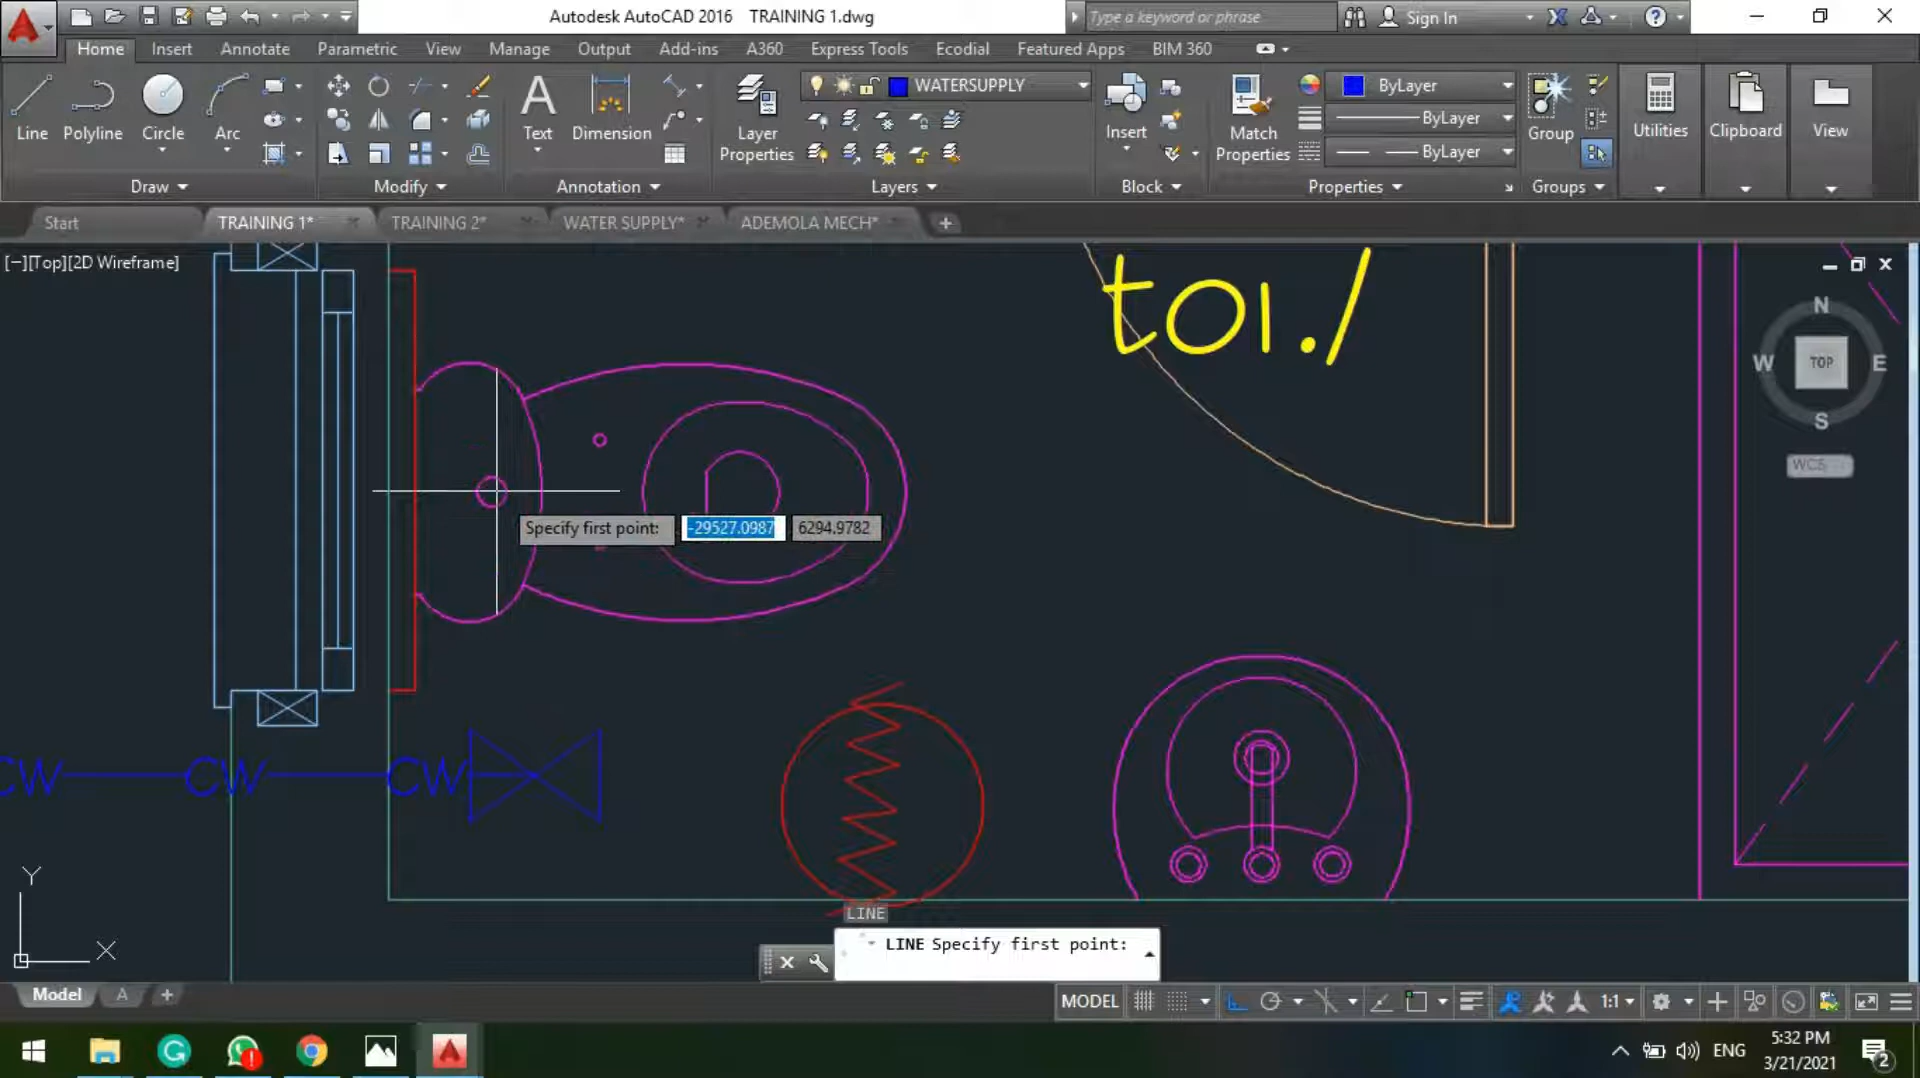 Autodesk AutoCAD 2016 TRAINING 1.dwg
Type a keyword or phrase
Sign In
Home Insert Annotate Parametric View Manage Output Add-ins A360 Express Tools Ecodial Featured Apps BIM 360
WATERSUPPLY
ByLayer
ByLayer
ByLayer
Line Polyline Circle Arc
Text Dimension
Layer Properties
Insert
Match Properties
Group
Utilities
Clipboard
View
Draw
Modify
Annotation
Layers
Block
Properties
Groups
Start
TRAINING 1*
TRAINING 2*
WATER SUPPLY*
ADEMOLA MECH*
[−][Top][2D Wireframe]
toi./
N
W TOP E
S
WCS
Specify first point: -29527.0987 6294.9782
CW CW CW
Y
X
LINE
LINE Specify first point:
Model
A
MODEL
1:1
ENG
5:32 PM
3/21/2021
2